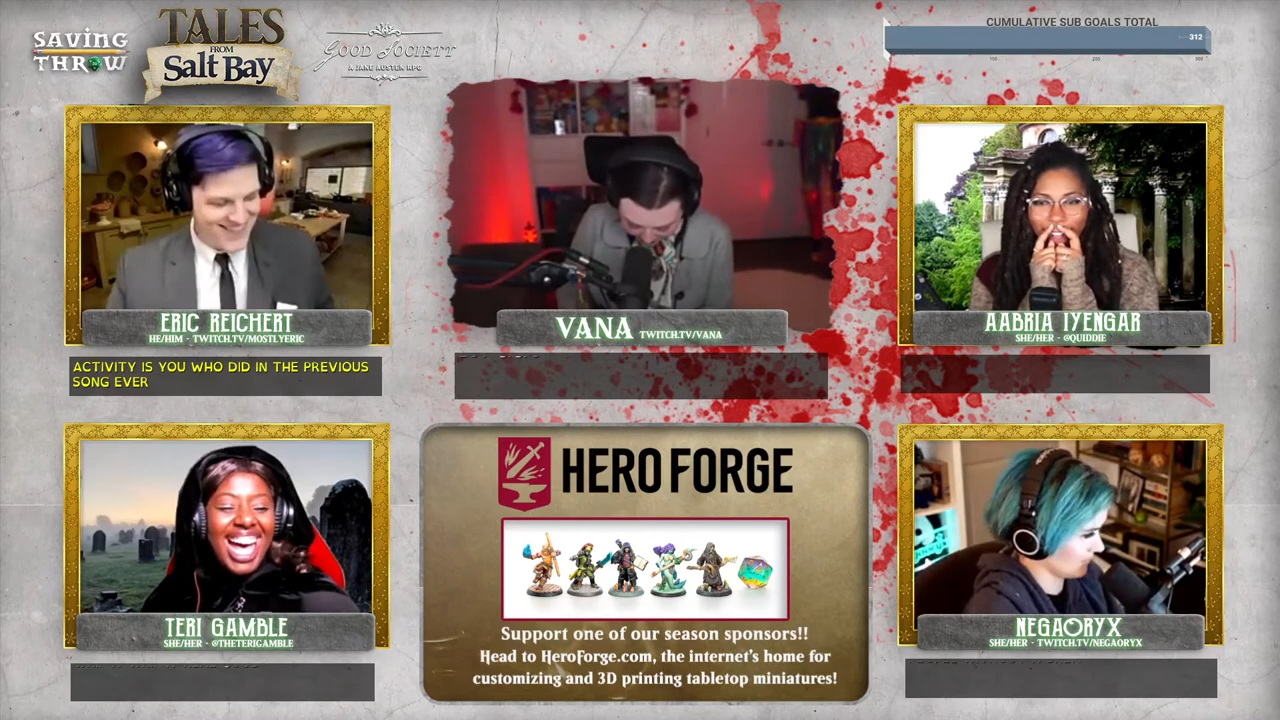 SAVING
THROW
TALES
FROM
Salt Bay
GOOD SOCIETY
A JANE AUSTEN RPG
CUMULATIVE SUB GOALS TOTAL
312
100
200
300
ERIC REICHERT
HE/HIM - TWITCH.TV/MOSTLYERIC
VANA TWITCH.TV/VANA
AABRIA IYENGAR
SHE/HER - @QUIDDIE
ACTIVITY IS YOU WHO DID IN THE PREVIOUS
SONG EVER
TERI GAMBLE
SHE/HER - @THETERIGAMBLE
HERO FORGE
Support one of our season sponsors!!
Head to HeroForge.com, the internet's home for
customizing and 3D printing tabletop miniatures!
NEGAORYX
SHE/HER - TWITCH.TV/NEGAORYX